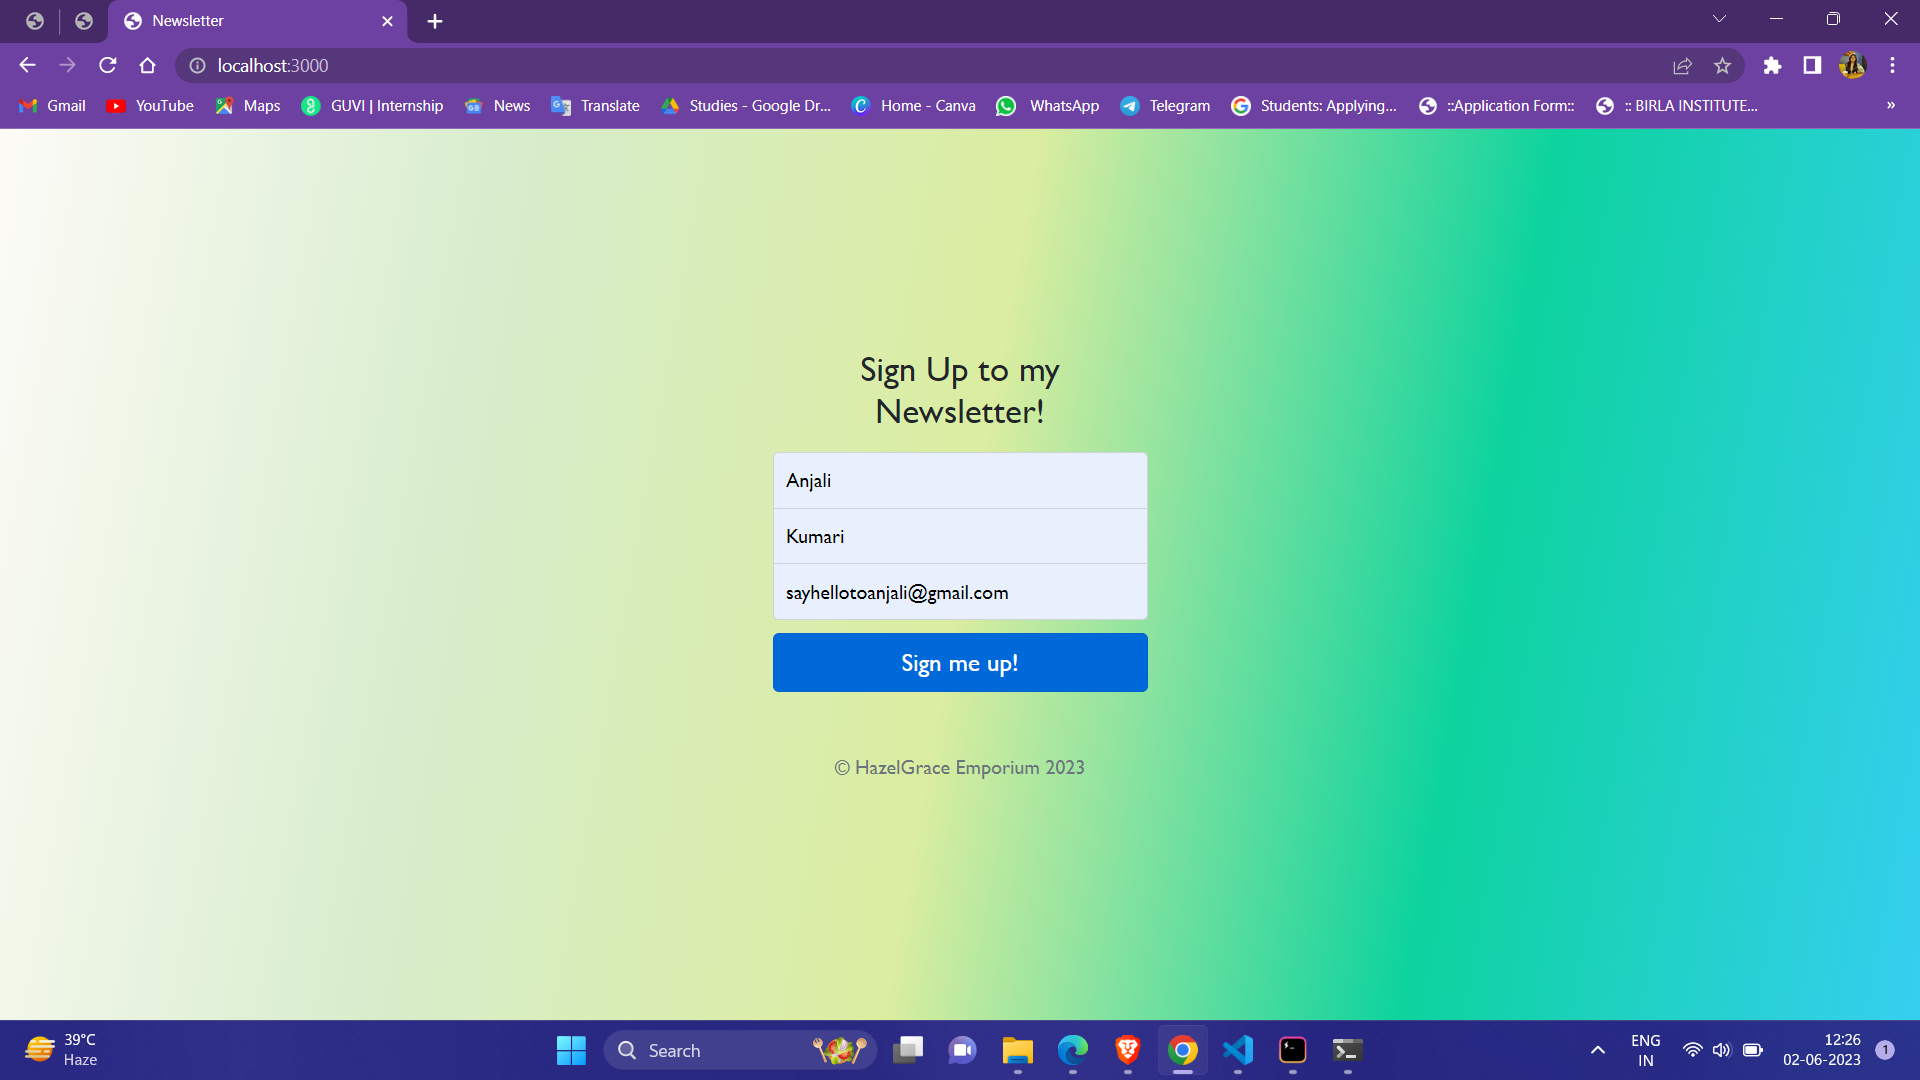 Newsletter
localhost:3000
Gmail YouTube Maps GUVI | Internship News Translate Studies - Google Dr... Home - Canva WhatsApp Telegram Students: Applying... ::Application Form:: :: BIRLA INSTITUTE... »
Sign Up to my
Newsletter!
Anjali
Kumari
sayhellotoanjali@gmail.com
Sign me up!
© HazelGrace Emporium 2023
39°C
Haze
Search
ENG
IN
12:26
02-06-2023
1